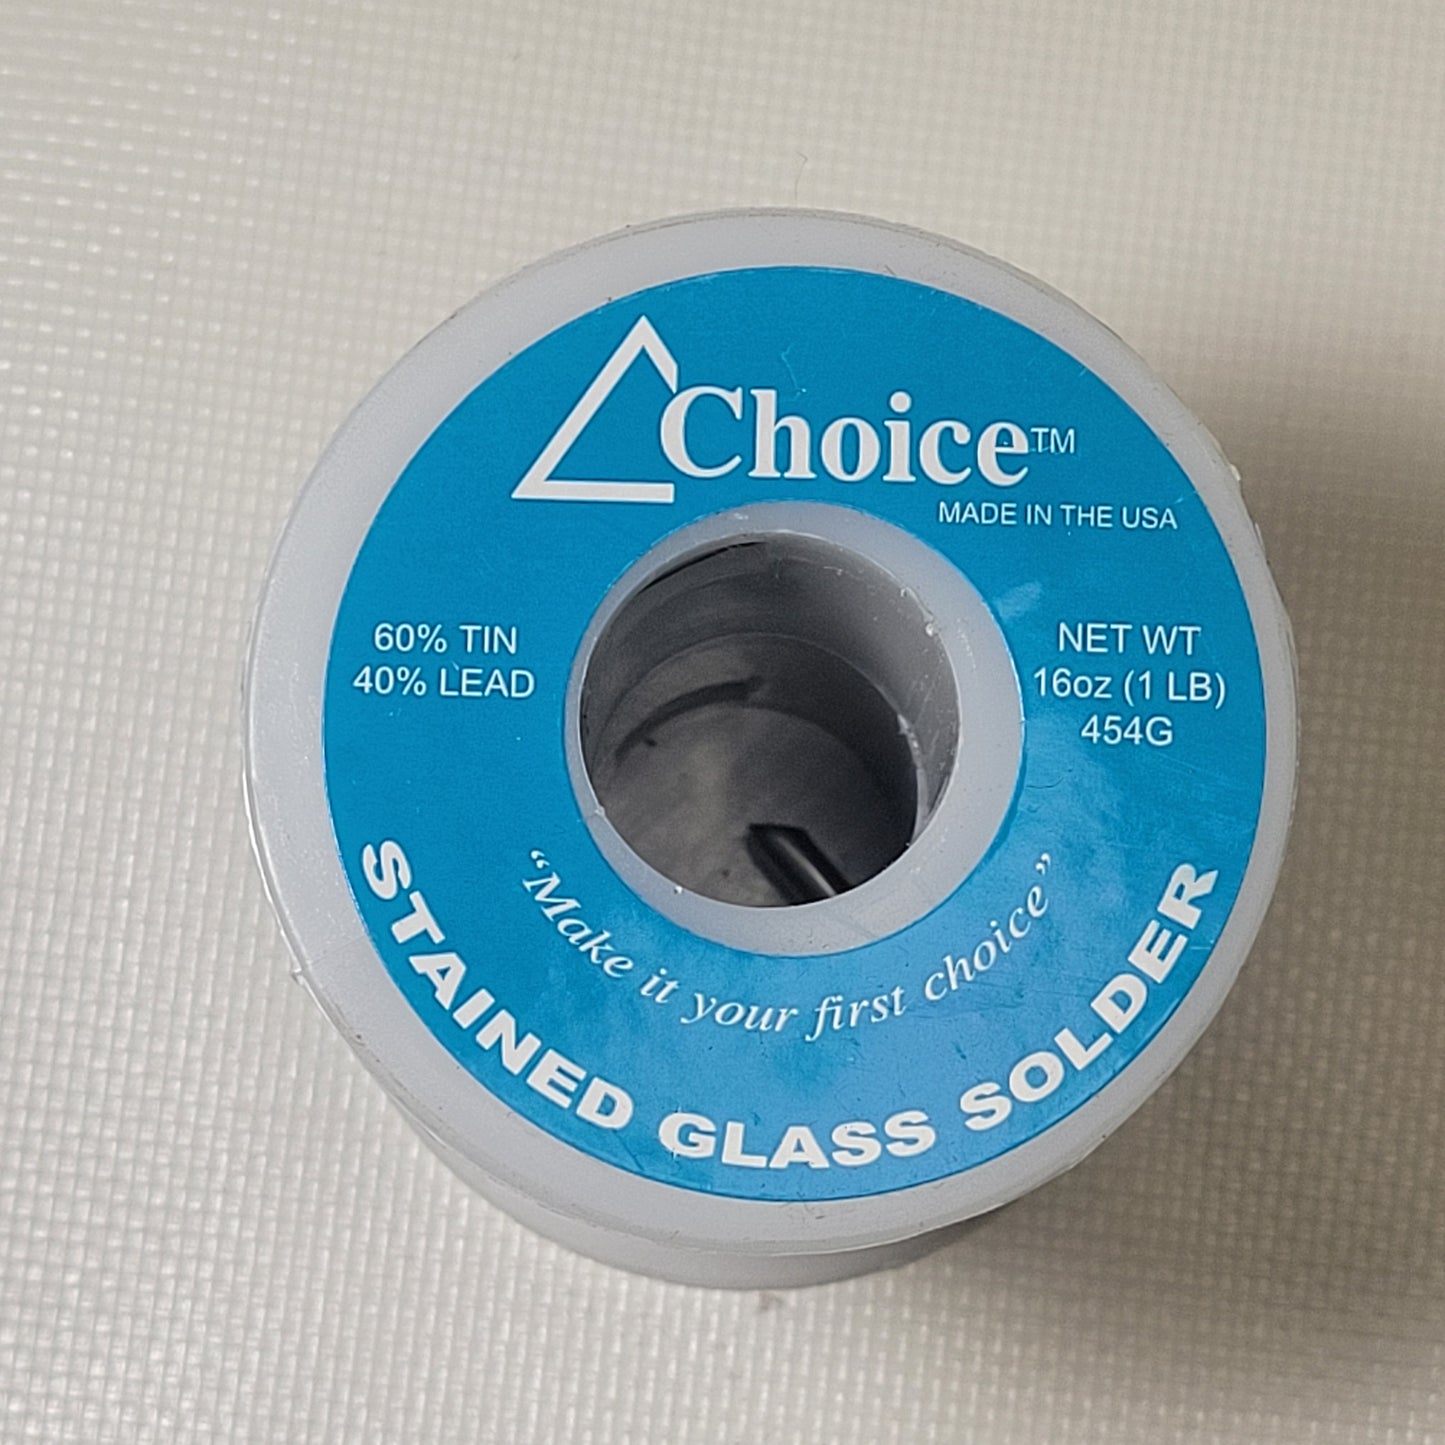 Choice™
MADE IN THE USA
60% TIN
40% LEAD
NET WT
16oz (1 LB)
454G
“Make it your first choice”
STAINED GLASS SOLDER